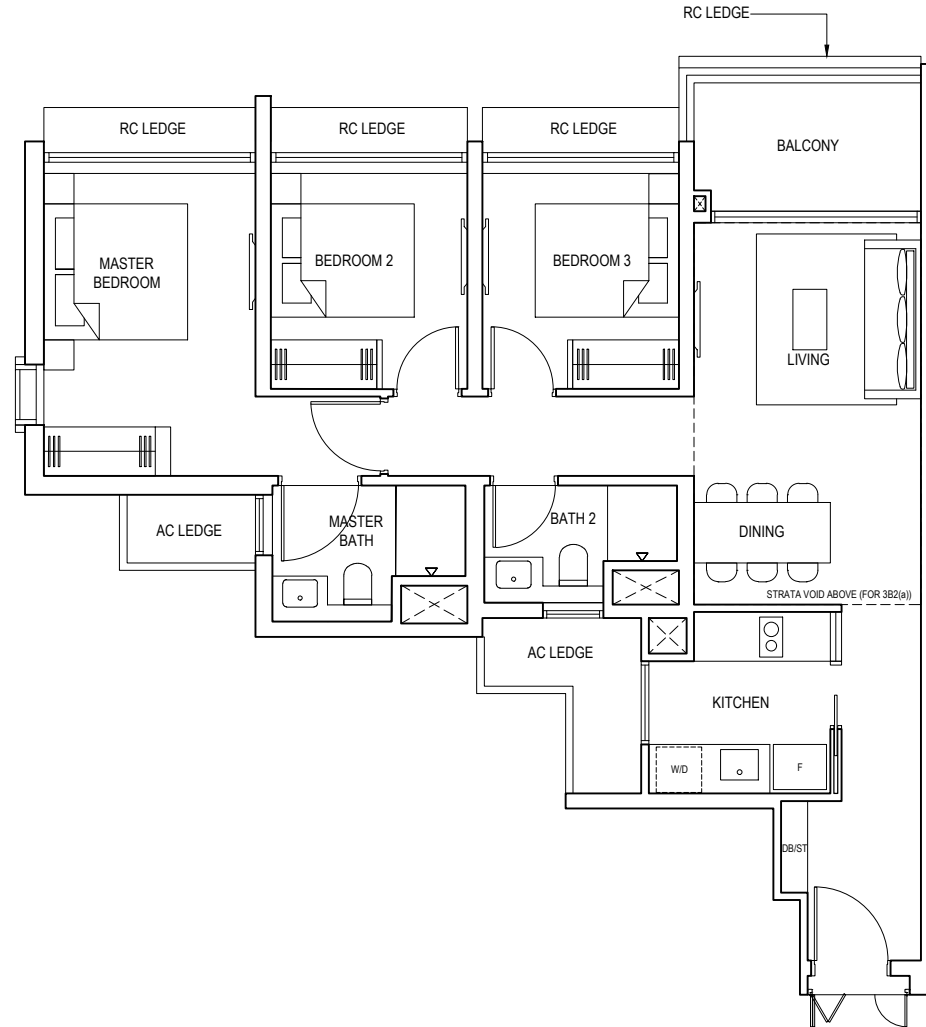 RC LEDGE
RC LEDGE
RC LEDGE
RC LEDGE
BALCONY
MASTER
BEDROOM
BEDROOM 2
BEDROOM 3
LIVING
AC LEDGE
MASTER
BATH
BATH 2
DINING
STRATA VOID ABOVE (FOR 3B2(a))
AC LEDGE
KITCHEN
W/D
F
DB/ST